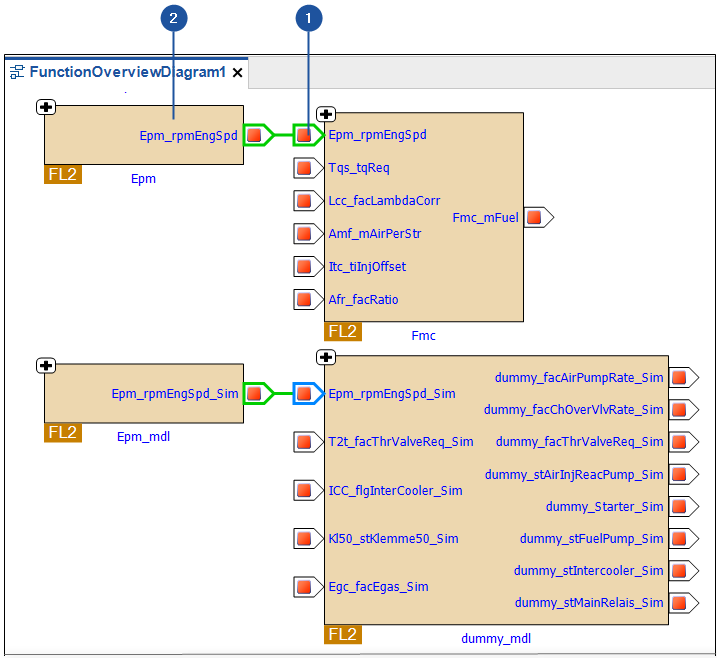 2
1
FunctionOverviewDiagram1
Epm_rpmEngSpd
FL2
Epm
Epm_rpmEngSpd
Tqs_tqReq
Lcc_facLambdaCorr
Amf_mAirPerStr
Itc_tiInjOffset
Afr_facRatio
Fmc_mFuel
FL2
Fmc
Epm_rpmEngSpd_Sim
FL2
Epm_mdl
Epm_rpmEngSpd_Sim
T2t_facThrValveReq_Sim
ICC_flgInterCooler_Sim
Kl50_stKlemme50_Sim
Egc_facEgas_Sim
dummy_facAirPumpRate_Sim
dummy_facChOverVlvRate_Sim
dummy_facThrValveReq_Sim
dummy_stAirInjReacPump_Sim
dummy_Starter_Sim
dummy_stFuelPump_Sim
dummy_stIntercooler_Sim
dummy_stMainRelais_Sim
FL2
dummy_mdl